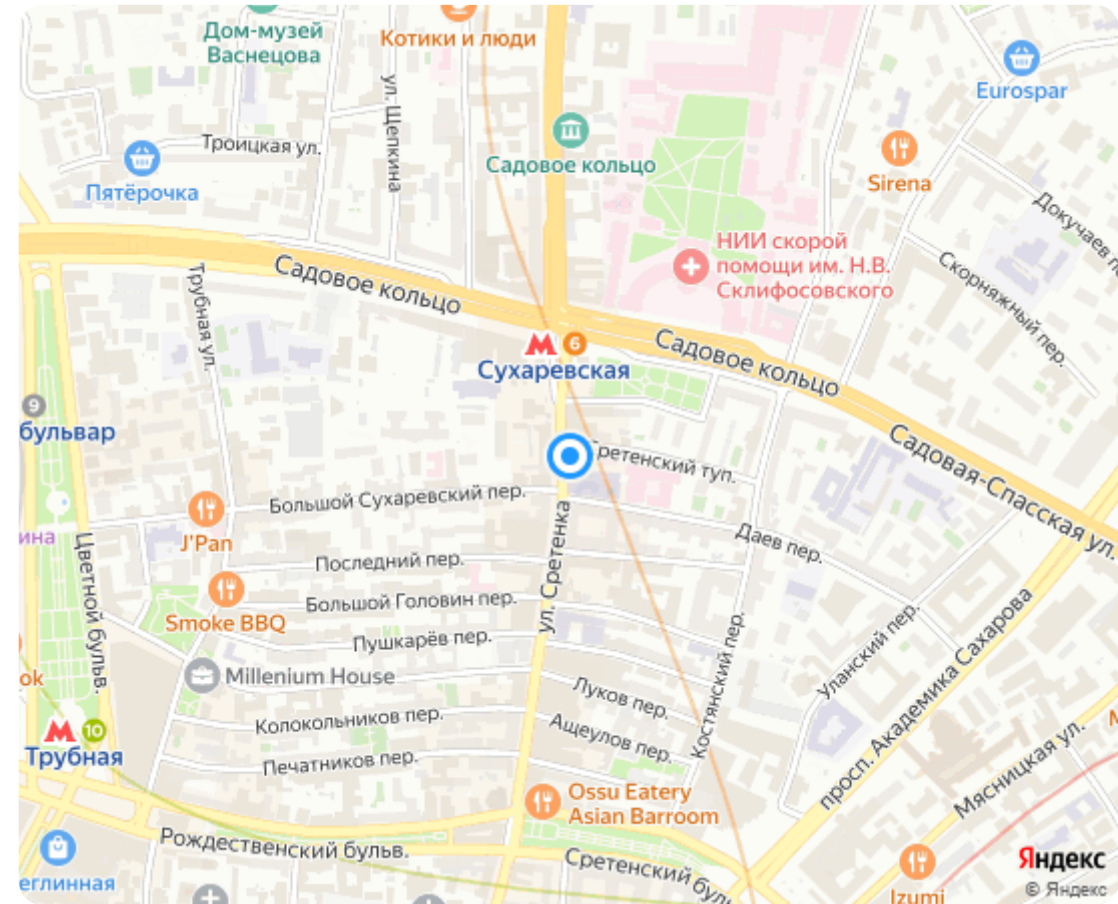 Дом-музей
Васнецова
Котики и люди
Eurospar
ул. Щепкина
Троицкая ул.
Пятёрочка
Садовое кольцо
Sirena
Докучаев п
НИИ скорой
помощи им. Н.В.
Склифосовского
Скорняжный пер.
Садовое кольцо
Трубная ул.
6
Сухаревская
Садовое кольцо
9
бульвар
Садовая-Спасская ул.
ретенский туп.
Большой Сухаревский пер.
J'Pan
ина
ул. Сретенка
Даев пер.
Цветной бульв.
Последний пер.
Большой Головин пер.
Smoke BBQ
Пушкарёв пер.
Millenium House
ok
Луков пер.
Костянский пер.
Уланский пер.
просп. Академика Сахарова
Колокольников пер.
Ащеулов пер.
10
Трубная
Печатников пер.
Мясницкая ул.
Ossu Eatery
Asian Barroom
Рождественский бульв.
Сретенский буль
еглинная
Izumi
Яндекс
© Яндекс